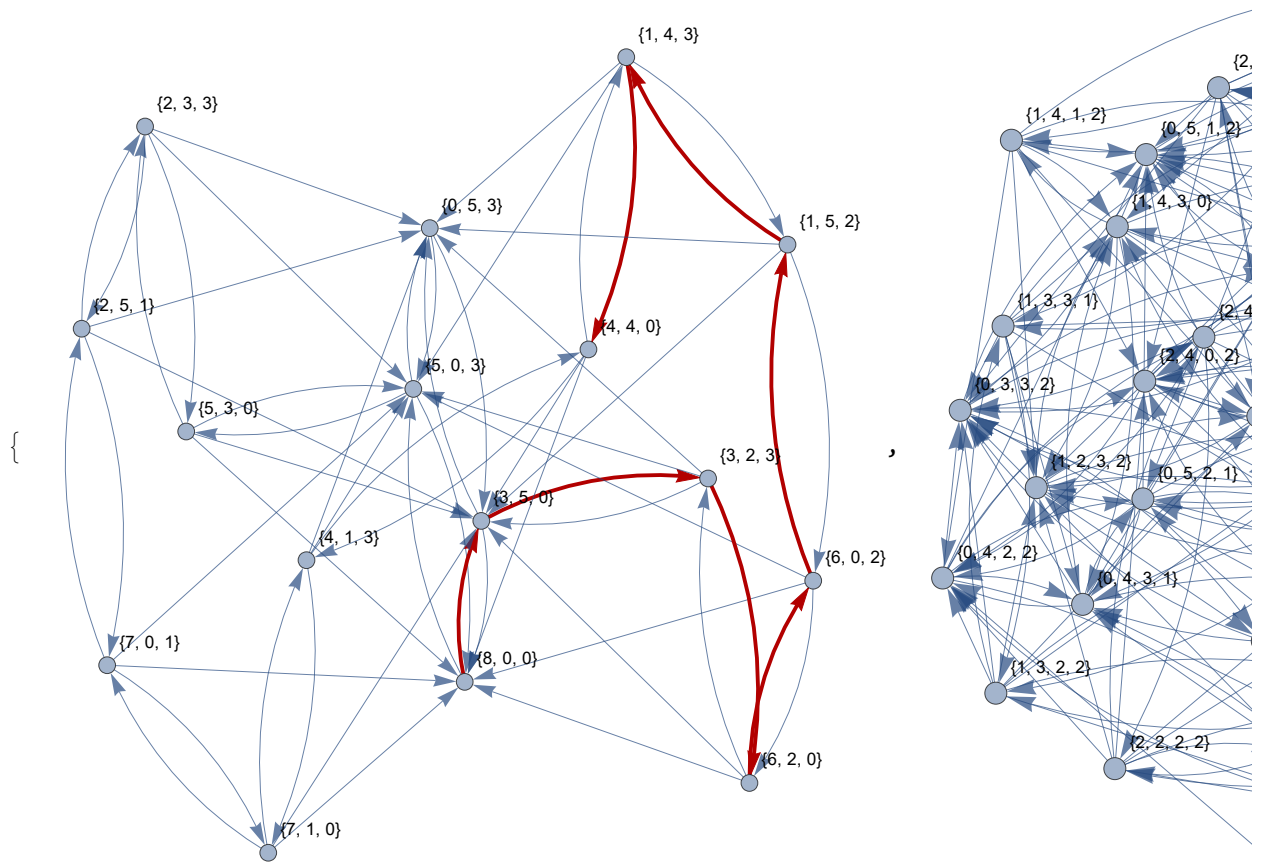 {1, 4, 3}
{2, 3, 3}
{0, 5, 3}
{1, 5, 2}
{2, 5, 1}
{4, 4, 0}
{5, 0, 3}
{5, 3, 0}
{3, 2, 3}
{3, 5, 0}
{4, 1, 3}
{6, 0, 2}
{7, 0, 1}
{8, 0, 0}
{6, 2, 0}
{7, 1, 0}
{
,
{2,
{1, 4, 1, 2}
{0, 5, 1, 2}
{1, 4, 3, 0}
{1, 3, 3, 1}
{2, 4
{2, 4, 0, 2}
{0, 3, 3, 2}
{1, 2, 3, 2}
{0, 5, 2, 1}
{0, 4, 2, 2}
{0, 4, 3, 1}
{1, 3, 2, 2}
{2, 2, 2, 2}